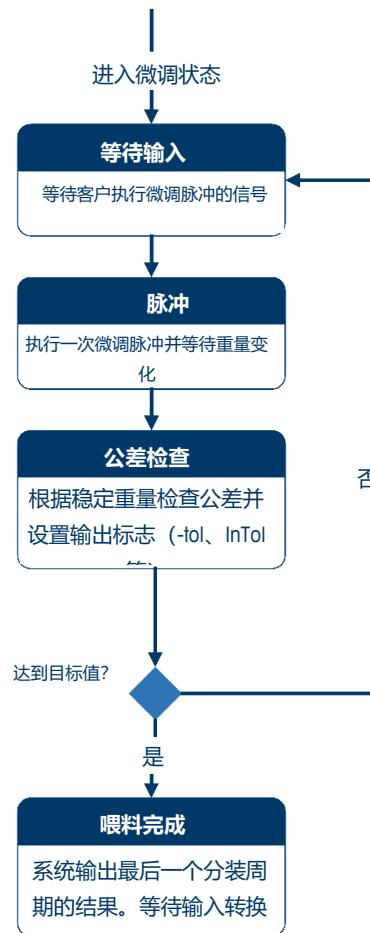 进入微调状态
等待输入
等待客户执行微调脉冲的信号
脉冲
执行一次微调脉冲并等待重量变
化
公差检查
根据稳定重量检查公差并
设置输出标志（-tol、InTol
否
达到目标值？
是
喂料完成
系统输出最后一个分装周
期的结果。等待输入转换